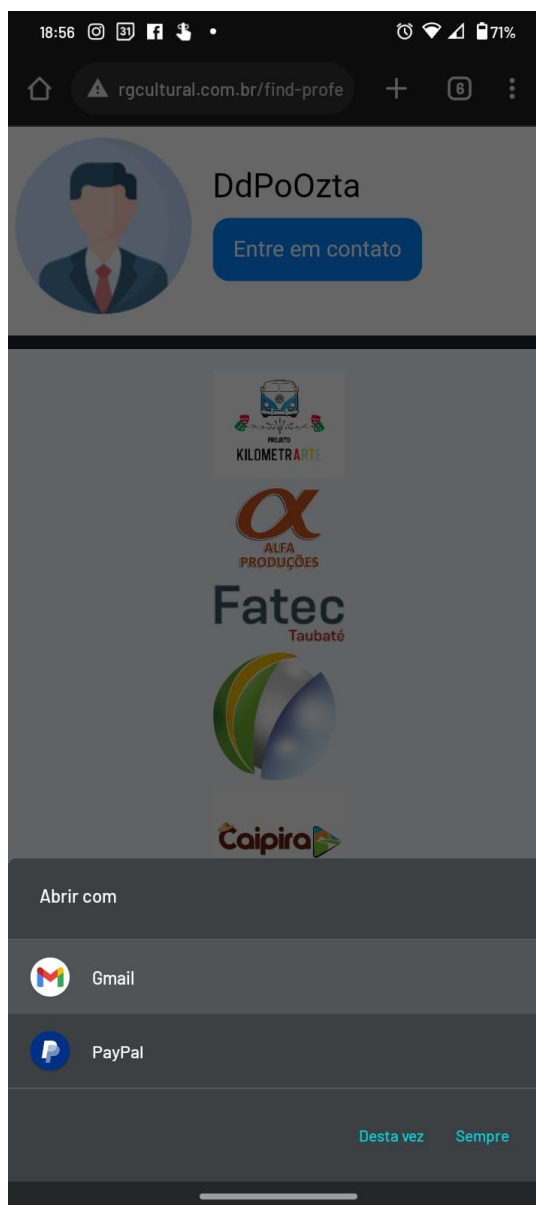 18:56 31 71%
rgcultural.com.br/find-profe 6
DdPoOzta
Entre em contato
PROJETO
KILOMETRARTE
ALFA
PRODUÇÕES
Fatec
Taubaté
Caipira
Abrir com
Gmail
PayPal
Desta vez Sempre